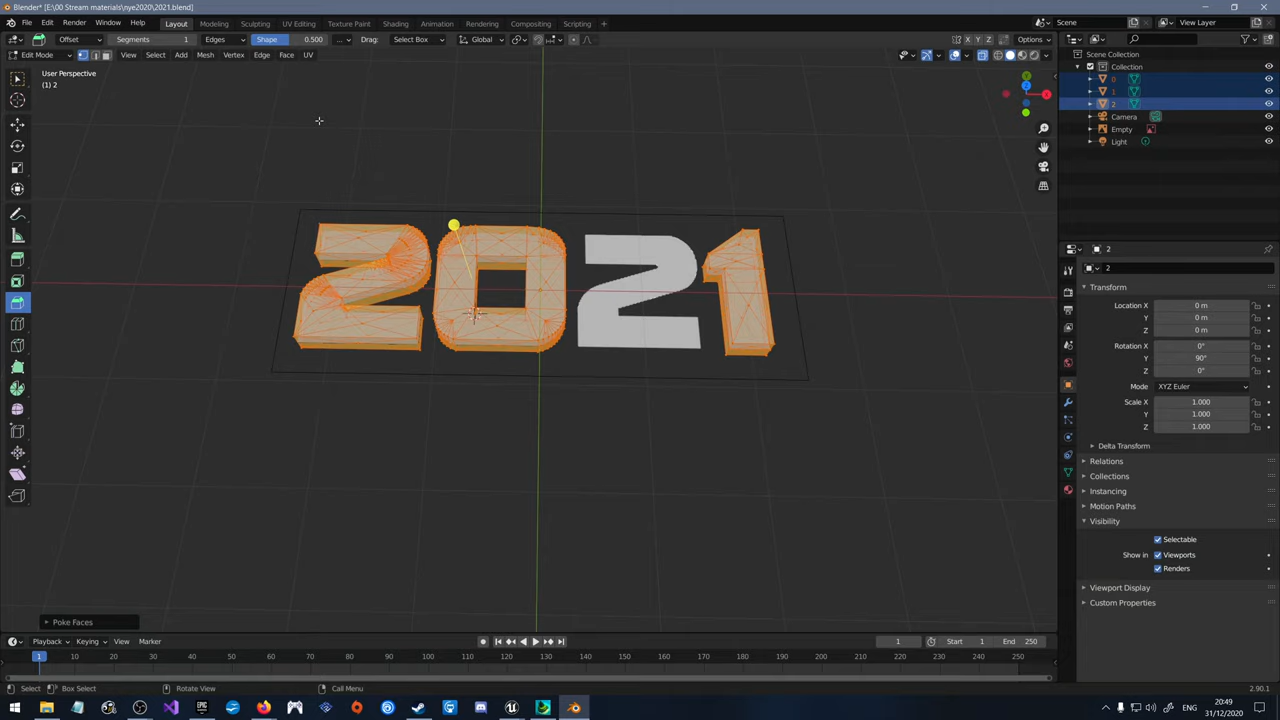 Blender* [E:\00 Stream materials\nye2020\2021.blend]
File Edit Render Window Help Layout Modeling Sculpting UV Editing Texture Paint Shading Animation Rendering Compositing Scripting Scene View Layer
Offset Segments 1 Edges Shape 0.500 ... Drag: Select Box Global X Y Z Options
Edit Mode View Select Add Mesh Vertex Edge Face UV
User Perspective
(1) 2
2021
Poke Faces
Scene Collection
Collection
0
1
2
Camera
Empty
Light
2
2
Transform
Location X 0 m
Y 0 m
Z 0 m
Rotation X 0°
Y 90°
Z 0°
Mode XYZ Euler
Scale X 1.000
Y 1.000
Z 1.000
Delta Transform
Relations
Collections
Instancing
Motion Paths
Visibility
Selectable
Show in Viewports
Renders
Viewport Display
Custom Properties
Playback Keying View Marker 1 Start 1 End 250
1 10 20 30 40 50 60 70 80 90 100 110 120 130 140 150 160 170 180 190 200 210 220 230 240 250
Select Box Select Rotate View Call Menu 2.90.1
ENG 20:49
31/12/2020